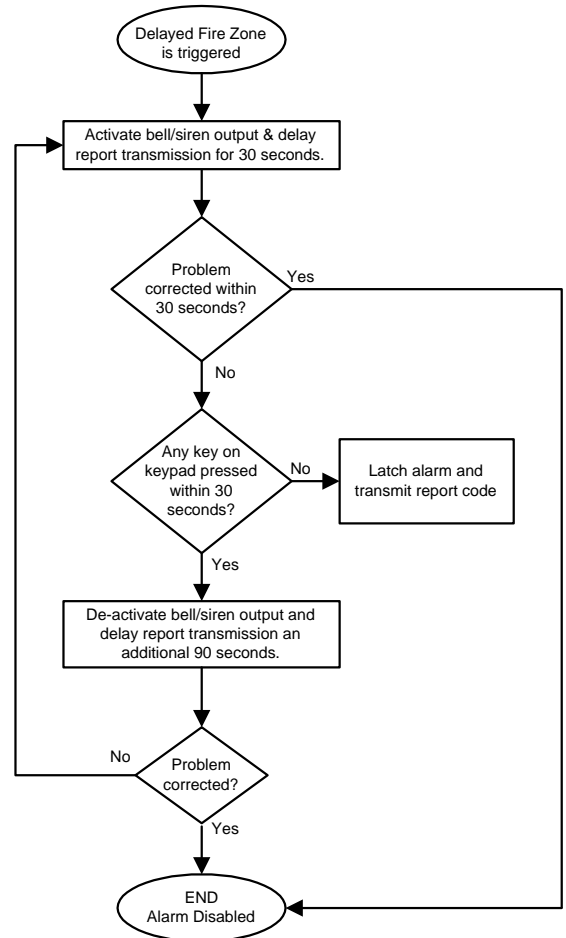 Delayed Fire Zone
is triggered
Activate bell/siren output & delay
report transmission for 30 seconds.
Problem
corrected within
30 seconds?
Yes
No
Any key on
keypad pressed
within 30
seconds?
No
Latch alarm and
transmit report code
Yes
De-activate bell/siren output and
delay report transmission an
additional 90 seconds.
No
Problem
corrected?
Yes
END
Alarm Disabled